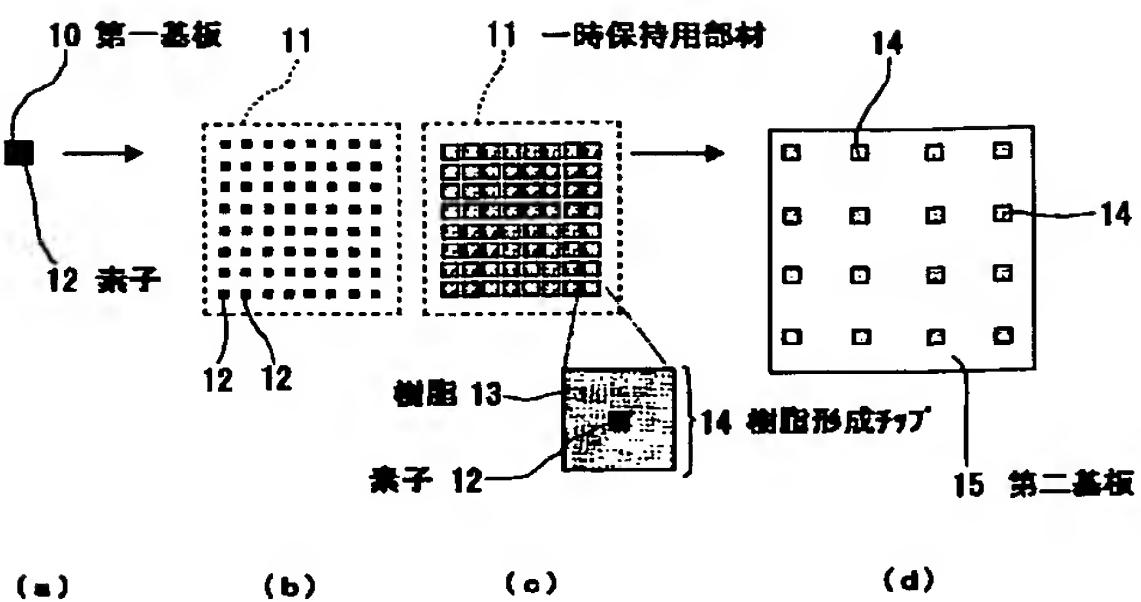 10 第一基板
11
11 一時保持用部材
14
14
12 素子
12
12
樹脂 13
14 樹脂形成チップ
素子 12
15 第二基板
(a)
(b)
(c)
(d)